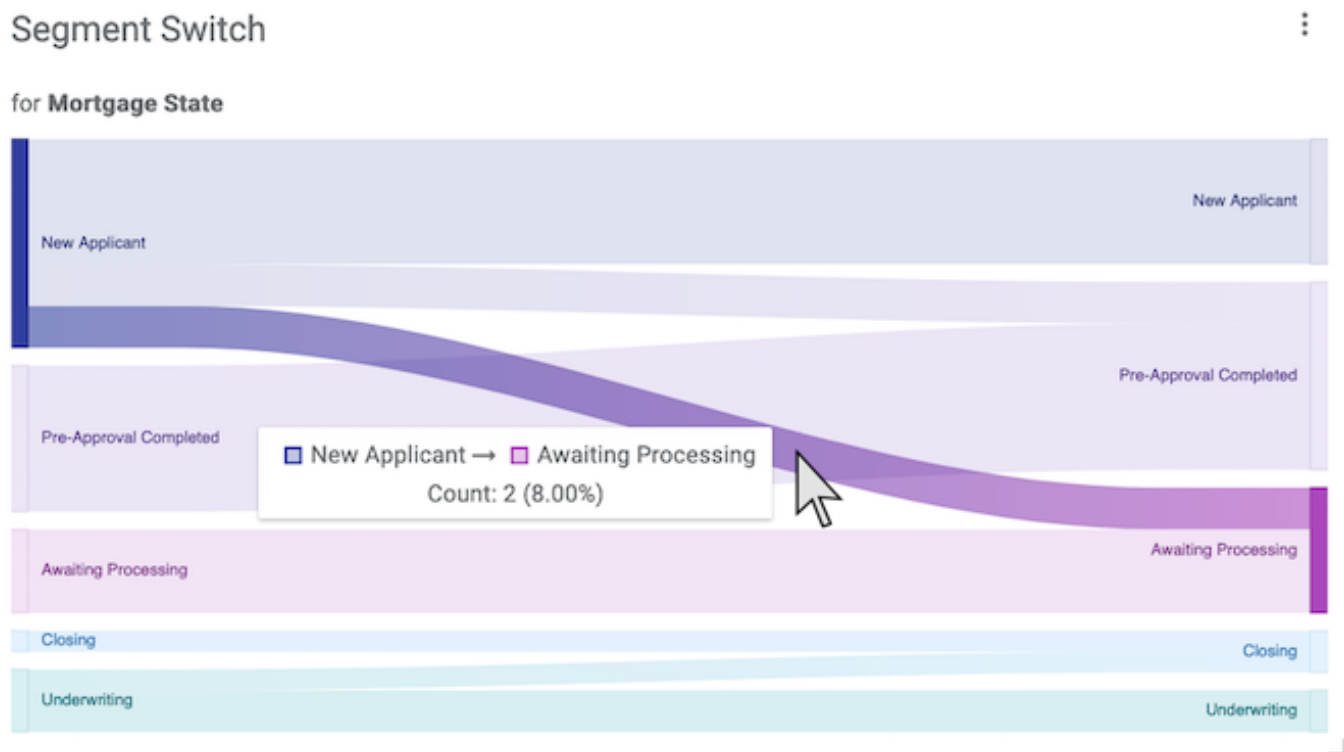 Segment Switch
for Mortgage State
New Applicant
New Applicant
Pre-Approval Completed
Pre-Approval Completed
New Applicant → Awaiting Processing
Count: 2 (8.00%)
Awaiting Processing
Awaiting Processing
Closing
Closing
Underwriting
Underwriting